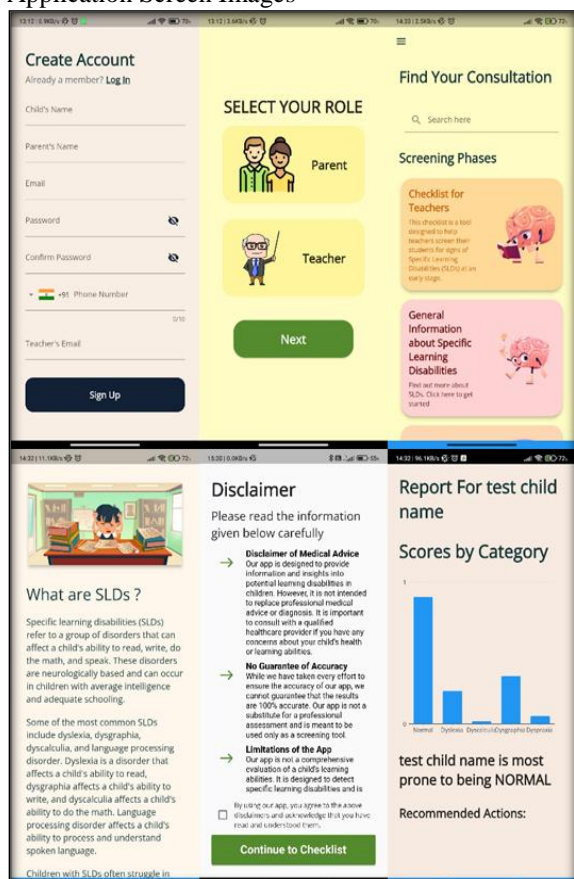 Application Screen Images
Create Account
Already a member? Log In
Child's Name
Parent's Name
Email
Password
Confirm Password
+91 Phone Number
0/10
Teacher's Email
Sign Up
SELECT YOUR ROLE
Parent
Teacher
Next
Find Your Consultation
Search here
Screening Phases
Checklist for
Teachers
This checklist is a tool
designed to help
teachers screen their
students for signs of
Specific Learning
Disabilities (SLDs) at an
early stage.
General
Information
about Specific
Learning
Disabilities
Find out more about
SLDs. Click here to get
started
What are SLDs ?
Specific learning disabilities (SLDs)
refer to a group of disorders that can
affect a child's ability to read, write, do
the math, and speak. These disorders
are neurologically based and can occur
in children with average intelligence
and adequate schooling.
Some of the most common SLDs
include dyslexia, dysgraphia,
dyscalculia, and language processing
disorder. Dyslexia is a disorder that
affects a child's ability to read,
dysgraphia affects a child's ability to
write, and dyscalculia affects a child's
ability to do the math. Language
processing disorder affects a child's
ability to process and understand
spoken language.
Children with SLDs often struggle in
Disclaimer
Please read the information
given below carefully
Disclaimer of Medical Advice
Our app is designed to provide
information and insights into
potential learning disabilities in
children. However, it is not intended
to replace professional medical
advice or diagnosis. It is important
to consult with a qualified
healthcare provider if you have any
concerns about your child's health
or learning abilities.
No Guarantee of Accuracy
While we have taken every effort to
ensure the accuracy of our app, we
cannot guarantee that the results
are 100% accurate. Our app is not a
substitute for a professional
assessment and is meant to be
used only as a screening tool.
Limitations of the App
Our app is not a comprehensive
evaluation of a child's learning
abilities. It is designed to detect
specific learning disabilities and is
By using our app, you agree to the above
disclaimers and acknowledge that you have
read and understood them.
Continue to Checklist
Report For test child
name
Scores by Category
1
0
Normal Dyslexia Dyscalculia Dysgraphia Dyspraxia
test child name is most
prone to being NORMAL
Recommended Actions: